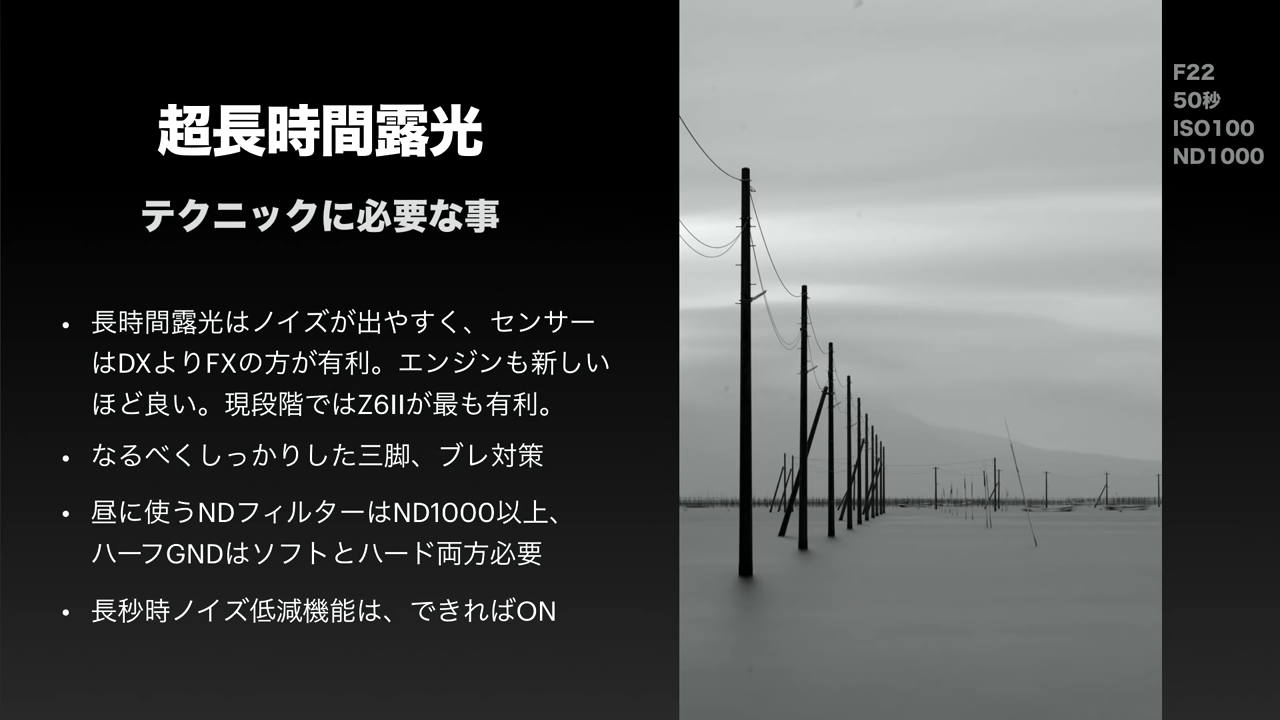 超長時間露光
テクニックに必要な事
• 長時間露光はノイズが出やすく、センサー
はDXよりFXの方が有利。エンジンも新しい
ほど良い。現段階ではZ6IIが最も有利。
• なるべくしっかりした三脚、ブレ対策
• 昼に使うNDフィルターはND1000以上、
ハーフGNDはソフトとハード両方必要
• 長秒時ノイズ低減機能は、できればON
F22
50秒
ISO100
ND1000